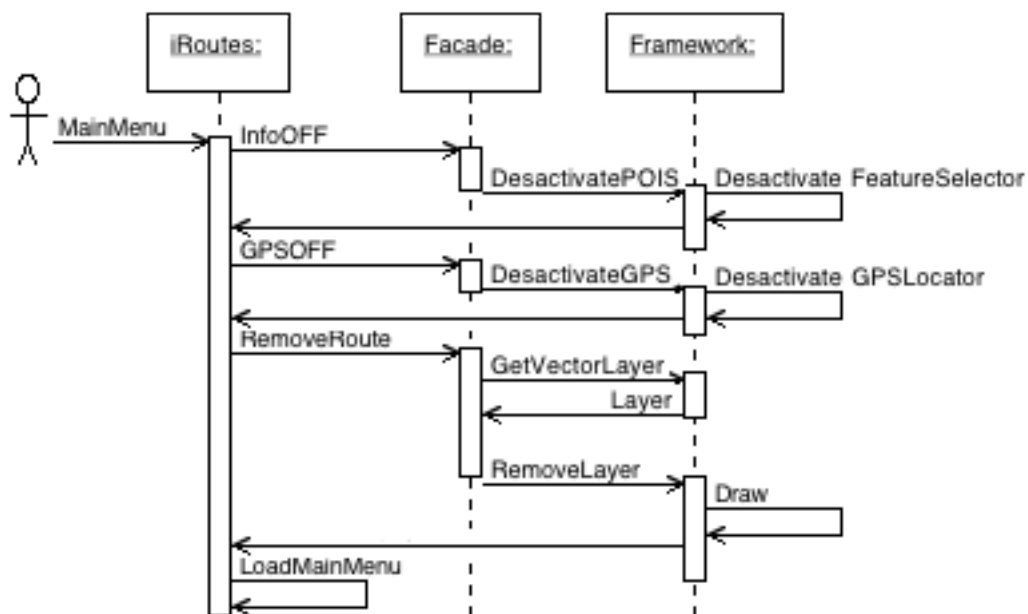 iRoutes:
Facade:
Framework:
MainMenu
InfoOFF
DesactivatePOIS
Desactivate FeatureSelector
GPSOFF
DesactivateGPS
Desactivate GPSLocator
RemoveRoute
GetVectorLayer
Layer
RemoveLayer
Draw
LoadMainMenu